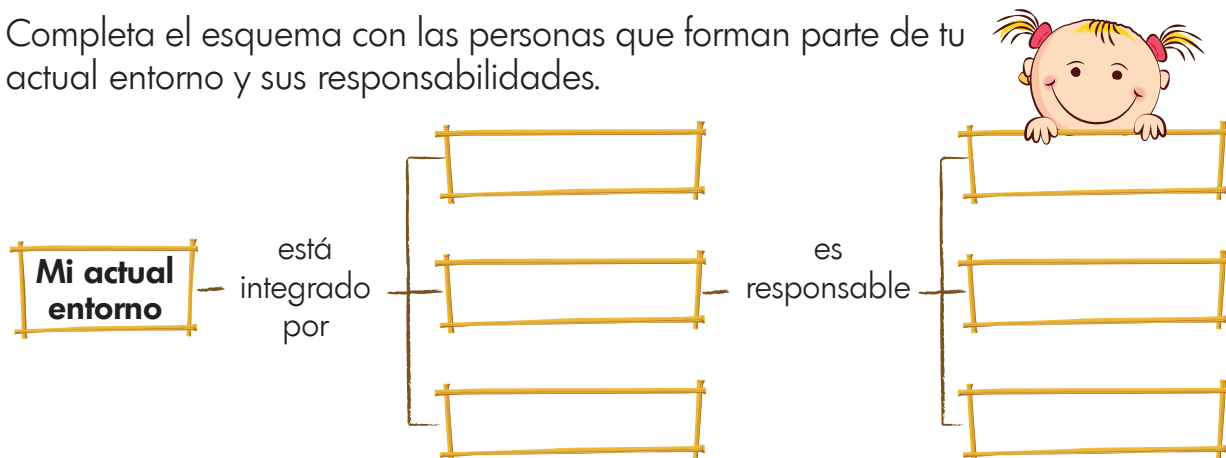 Completa el esquema con las personas que forman parte de tu
actual entorno y sus responsabilidades.
Mi actual
entorno
está
integrado
por
es
responsable